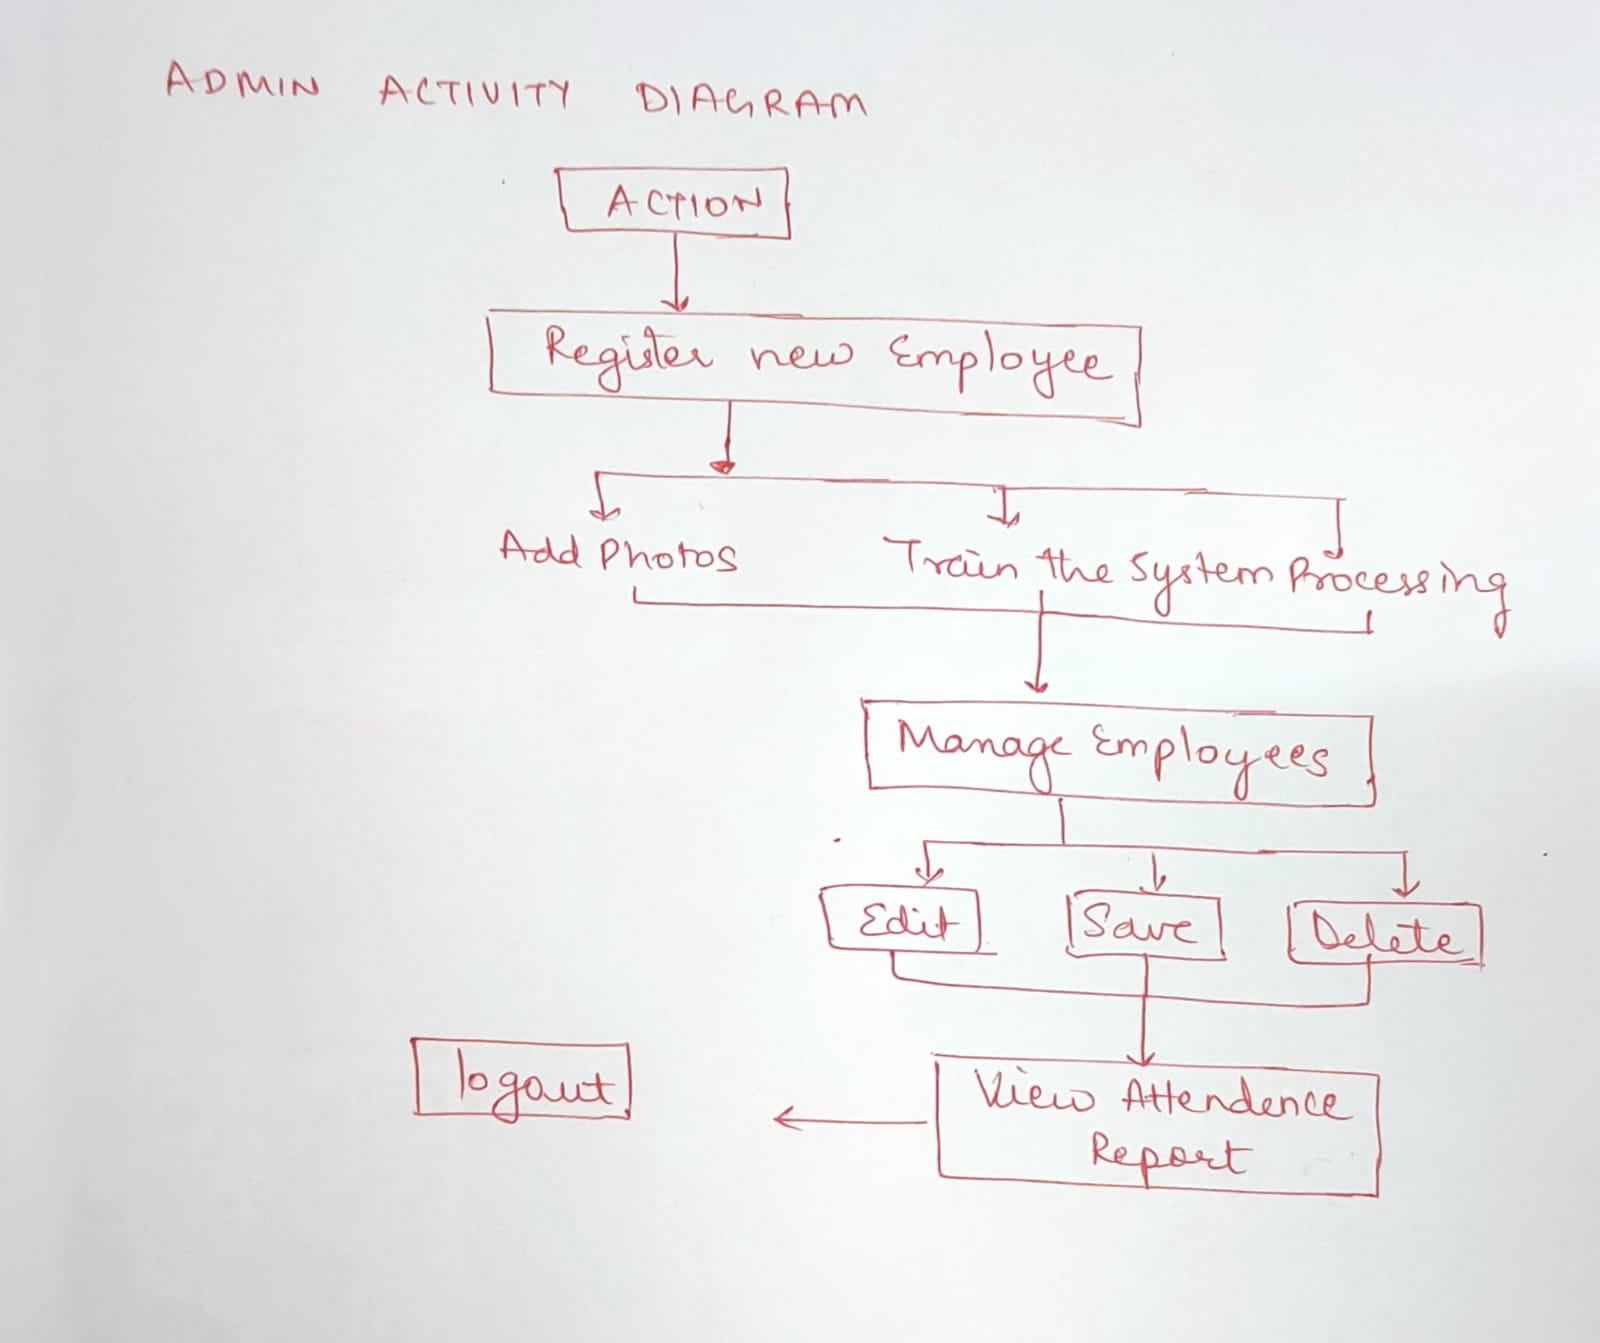 ADMIN ACTIVITY DIAGRAM
ACTION
Register new Employee
Add Photos
Train the System Processing
Manage Employees
Edit
Save
Delete
View Attendence
Report
logout